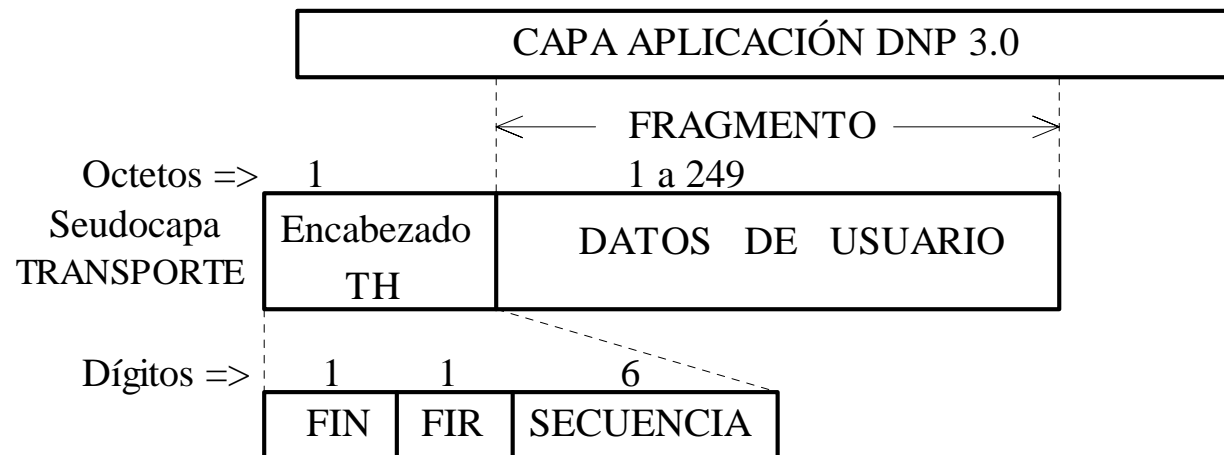 CAPA APLICACIÓN DNP 3.0
FRAGMENTO
Octetos => 1 1 a 249
Seudocapa
TRANSPORTE
Encabezado
TH
DATOS DE USUARIO
Dígitos => 1 1 6
FIN FIR SECUENCIA